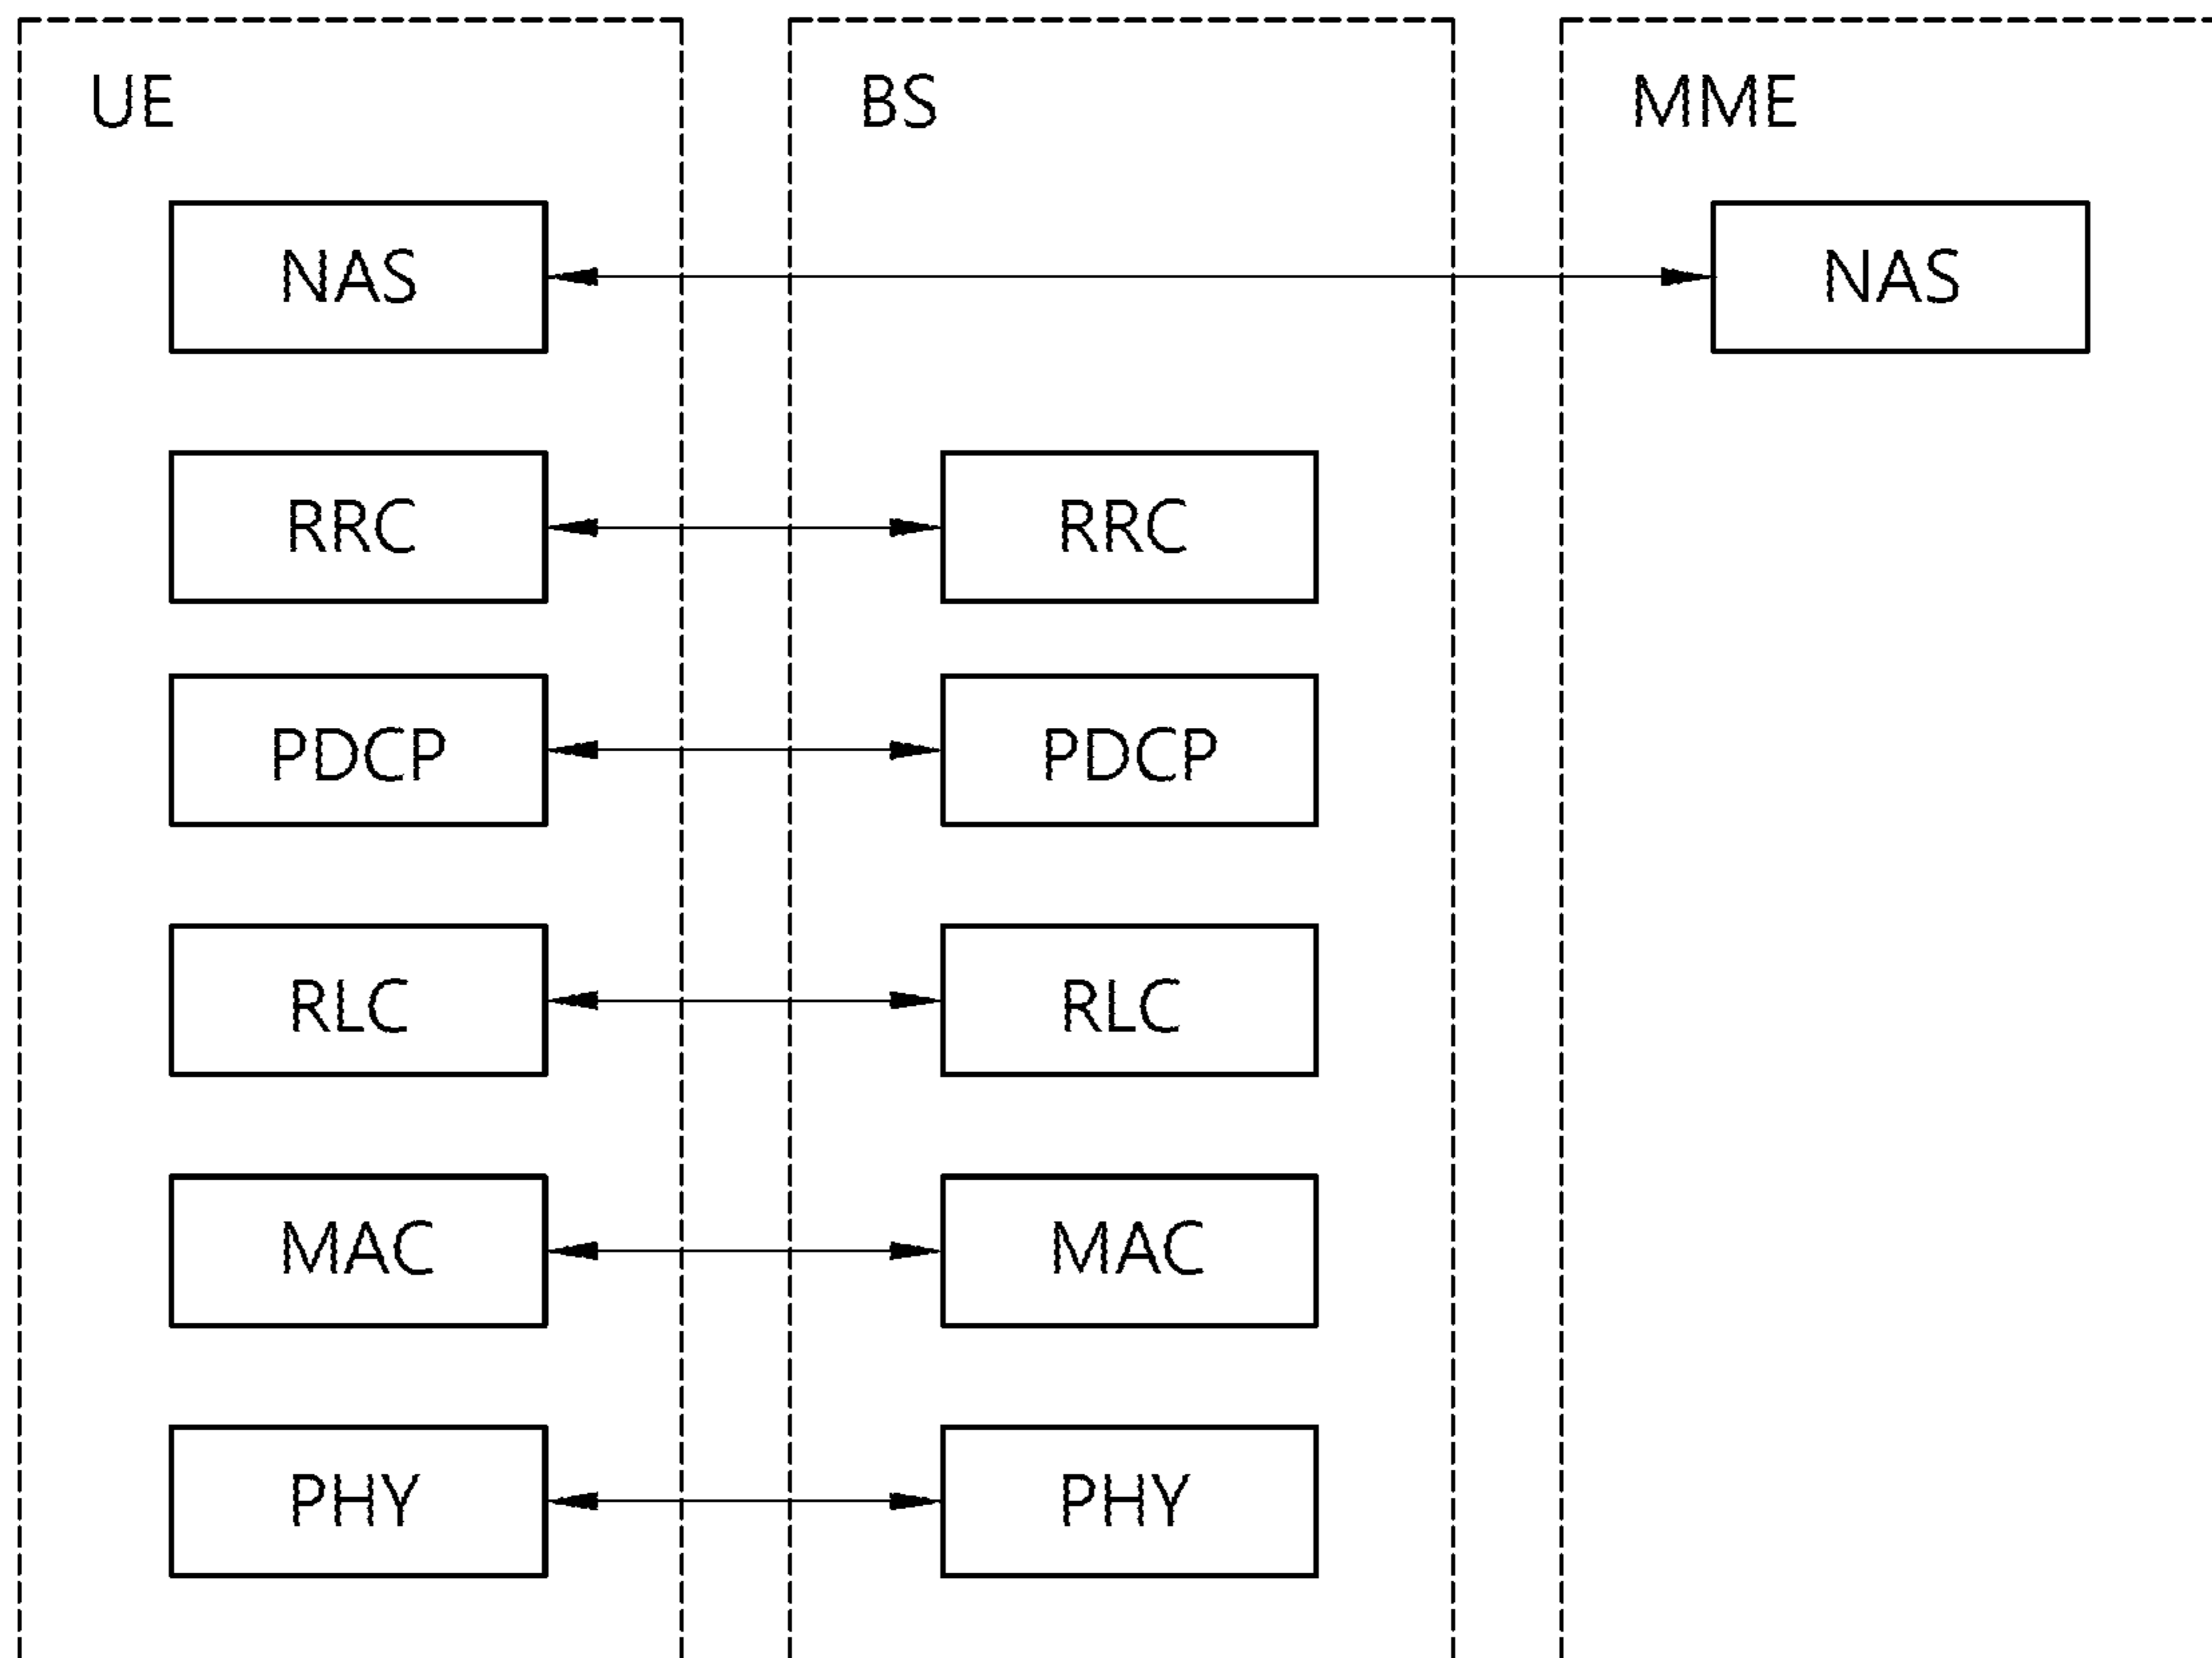 UE BS MME
NAS NAS
RRC RRC
PDCP PDCP
RLC RLC
MAC MAC
PHY PHY